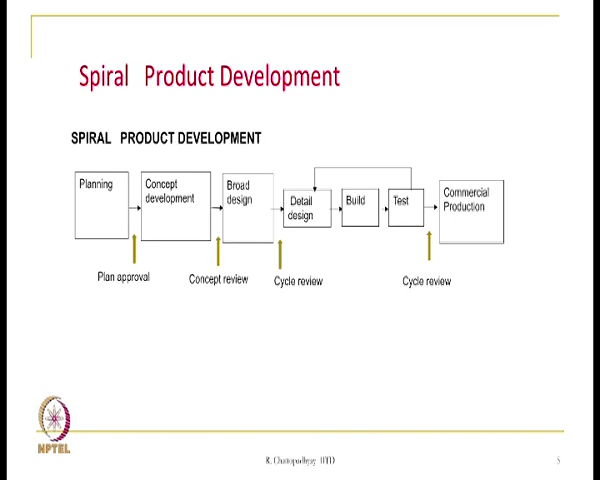 Spiral Product Development
SPIRAL PRODUCT DEVELOPMENT
Planning
Concept
development
Broad
design
Detail
design
Build
Test
Commercial
Production
Plan approval
Concept review
Cycle review
Cycle review
NPTEL
R. Chattopadhyay IITD
5